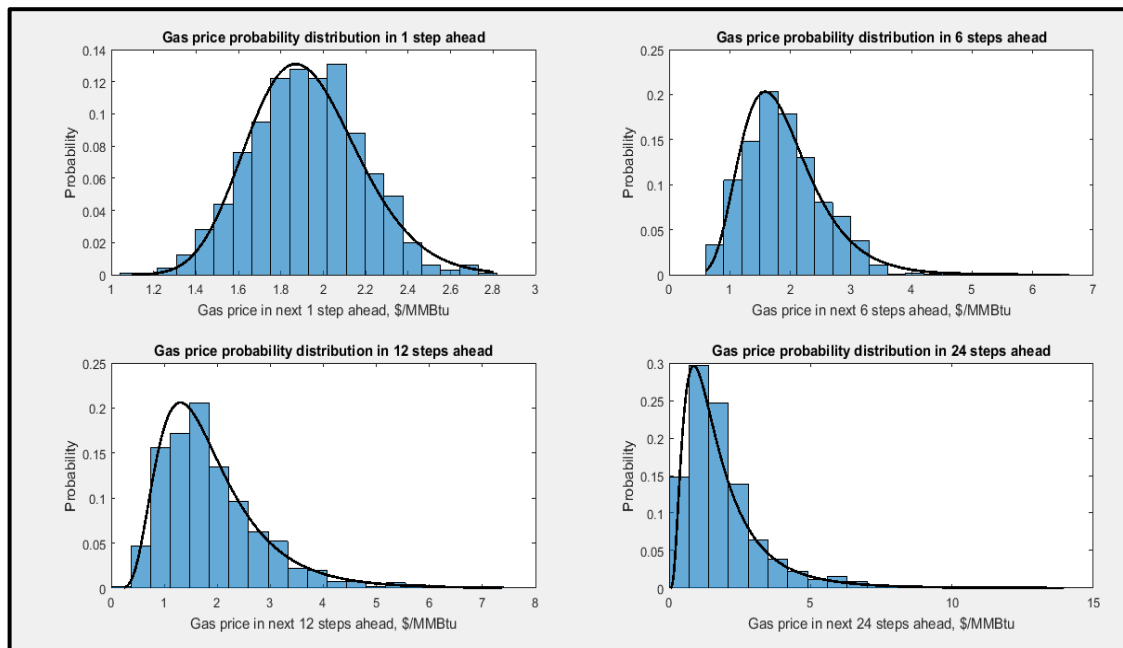 Gas price probability distribution in 1 step ahead
0.14
0.12
0.1
0.08
0.06
0.04
0.02
0
Probability
1 1.2 1.4 1.6 1.8 2 2.2 2.4 2.6 2.8 3
Gas price in next 1 step ahead, $/MMBtu
Gas price probability distribution in 6 steps ahead
0.25
0.2
0.15
0.1
0.05
0
Probability
0 1 2 3 4 5 6 7
Gas price in next 6 steps ahead, $/MMBtu
Gas price probability distribution in 12 steps ahead
0.25
0.2
0.15
0.1
0.05
0
Probability
0 1 2 3 4 5 6 7 8
Gas price in next 12 steps ahead, $/MMBtu
Gas price probability distribution in 24 steps ahead
0.3
0.25
0.2
0.15
0.1
0.05
0
Probability
0 5 10 15
Gas price in next 24 steps ahead, $/MMBtu